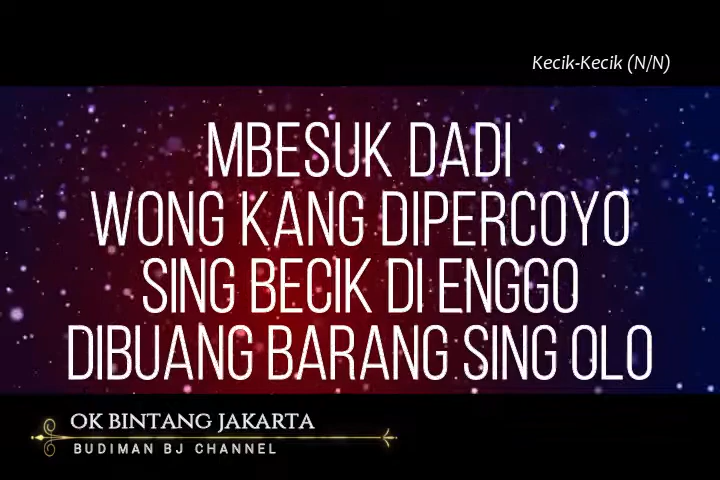 Kecik-Kecik (N/N)
MBESUK DADI
WONG KANG DIPERCOYO
SING BECIK DI ENGGO
DIBUANG BARANG SING OLO
OK BINTANG JAKARTA
BUDIMAN BJ CHANNEL